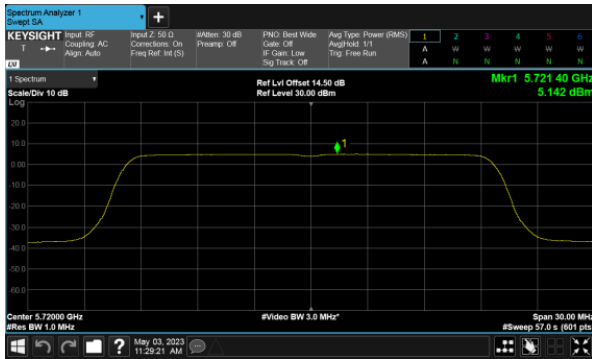 Spectrum Analyzer 1
Swept SA
+
KEYSIGHT Input: RF Input Z: 50 Ω #Atten: 30 dB PNO: Best Wide Avg Type: Power (RMS) 1 2 3 4 5 6
T Coupling: AC Corrections: On Preamp: Off Gate: Off Avg|Hold: 1/1 A W W W W W
Align: Auto Freq Ref: Int (S) IF Gain: Low Trig: Free Run
LXI Sig Track: Off A N N N N N
1 Spectrum Ref Lvl Offset 14.50 dB Mkr1 5.721 40 GHz
Scale/Div 10 dB Ref Level 30.00 dBm 5.142 dBm
Log
20.0
10.0
1
0.00
-10.0
-20.0
-30.0
-40.0
-50.0
-60.0
Center 5.72000 GHz #Video BW 3.0 MHz* Span 30.00 MHz
#Res BW 1.0 MHz #Sweep 57.0 s (601 pts
? May 03, 2023
11:29:21 AM